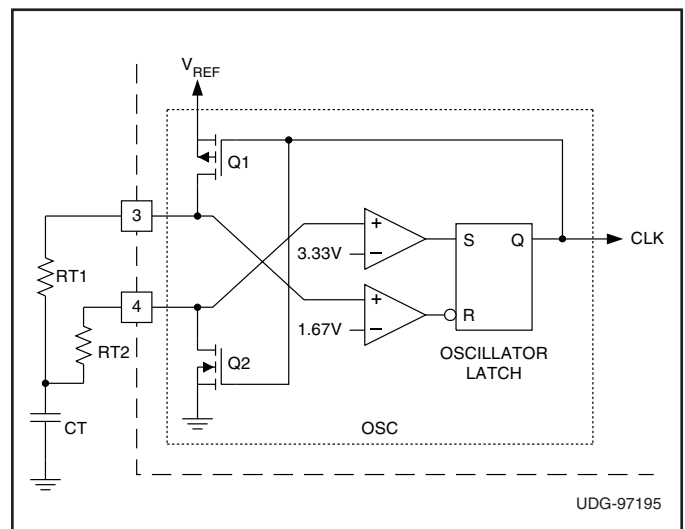 VREF
Q1
3
RT1
4
RT2
CT
Q2
+
3.33V –
+
1.67V –
S Q
R
CLK
OSCILLATOR
LATCH
OSC
UDG-97195